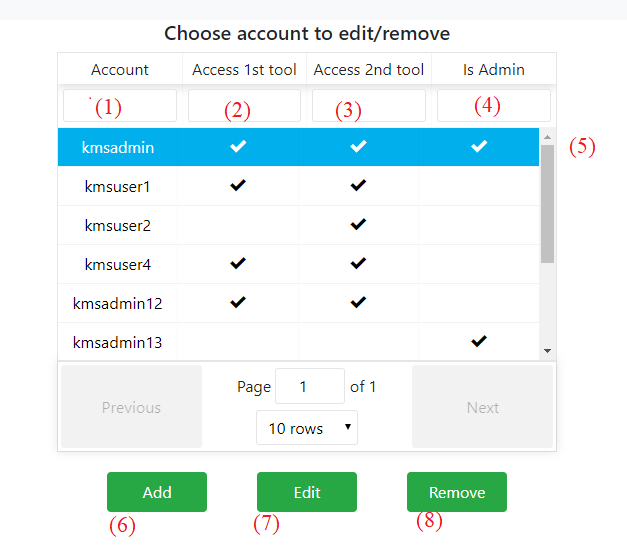 Choose account to edit/remove
Account Access 1st tool Access 2nd tool Is Admin
(1) (2) (3) (4)
kmsadmin ✔ ✔ ✔ (5)
kmsuser1 ✔ ✔
kmsuser2 ✔
kmsuser4 ✔ ✔
kmsadmin12 ✔ ✔
kmsadmin13 ✔
Page 1 of 1
Previous Next
10 rows
Add Edit Remove
(6) (7) (8)